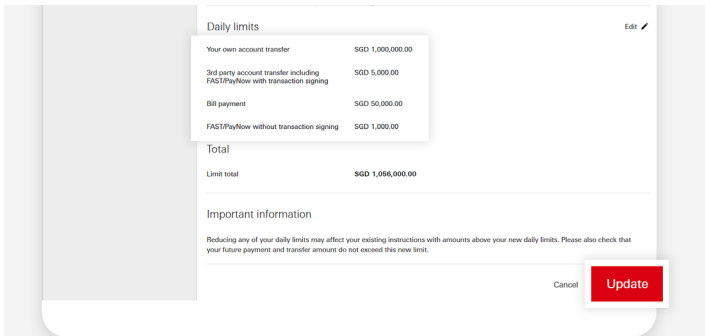 Daily limits
Edit
Your own account transfer SGD 1,000,000.00
3rd party account transfer including SGD 5,000.00
FAST/PayNow with transaction signing
Bill payment SGD 50,000.00
FAST/PayNow without transaction signing SGD 1,000.00
Total
Limit total SGD 1,056,000.00
Important information
Reducing any of your daily limits may affect your existing instructions with amounts above your new daily limits. Please also check that
your future payment and transfer amount do not exceed this new limit.
Cancel Update